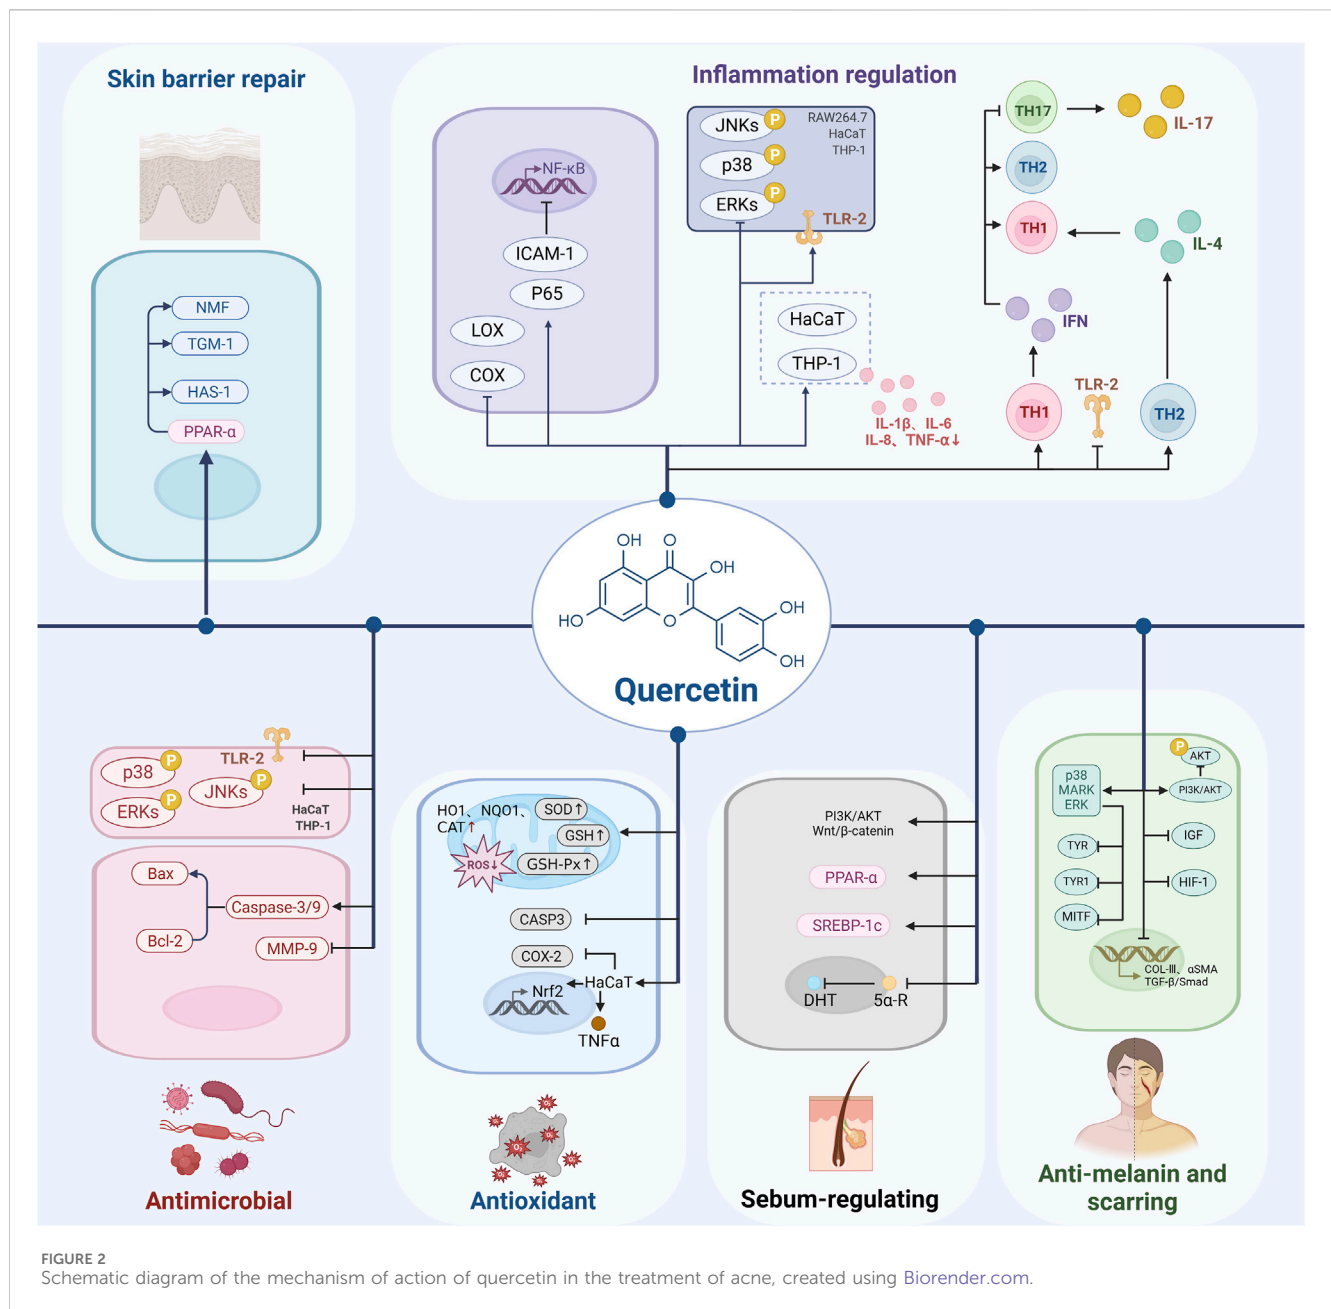 Skin barrier repair
NMF
TGM-1
HAS-1
PPAR-α
Inflammation regulation
NF-κB
ICAM-1
P65
LOX
COX
JNKs
P
p38
P
ERKs
P
RAW264.7
HaCaT
THP-1
TLR-2
HaCaT
THP-1
IL-1β、IL-6
IL-8、TNF-α↓
TH17
IL-17
TH2
TH1
IL-4
IFN
TH1
TLR-2
TH2
OH
O
OH
HO
O
OH
OH
Quercetin
TLR-2
p38
P
JNKs
P
ERKs
P
HaCaT
THP-1
Bax
Caspase-3/9
Bcl-2
MMP-9
Antimicrobial
HO1、NQO1、
CAT↑
SOD↑
GSH↑
ROS↓
GSH-Px↑
CASP3
COX-2
HaCaT
Nrf2
TNFα
Antioxidant
PI3K/AKT
Wnt/β-catenin
PPAR-α
SREBP-1c
DHT
5α-R
Sebum-regulating
P
AKT
p38
MARK
ERK
PI3K/AKT
TYR
IGF
TYR1
HIF-1
MITF
COL-Ⅲ、αSMA
TGF-β/Smad
Anti-melanin and
scarring
FIGURE 2
Schematic diagram of the mechanism of action of quercetin in the treatment of acne, created using Biorender.com.